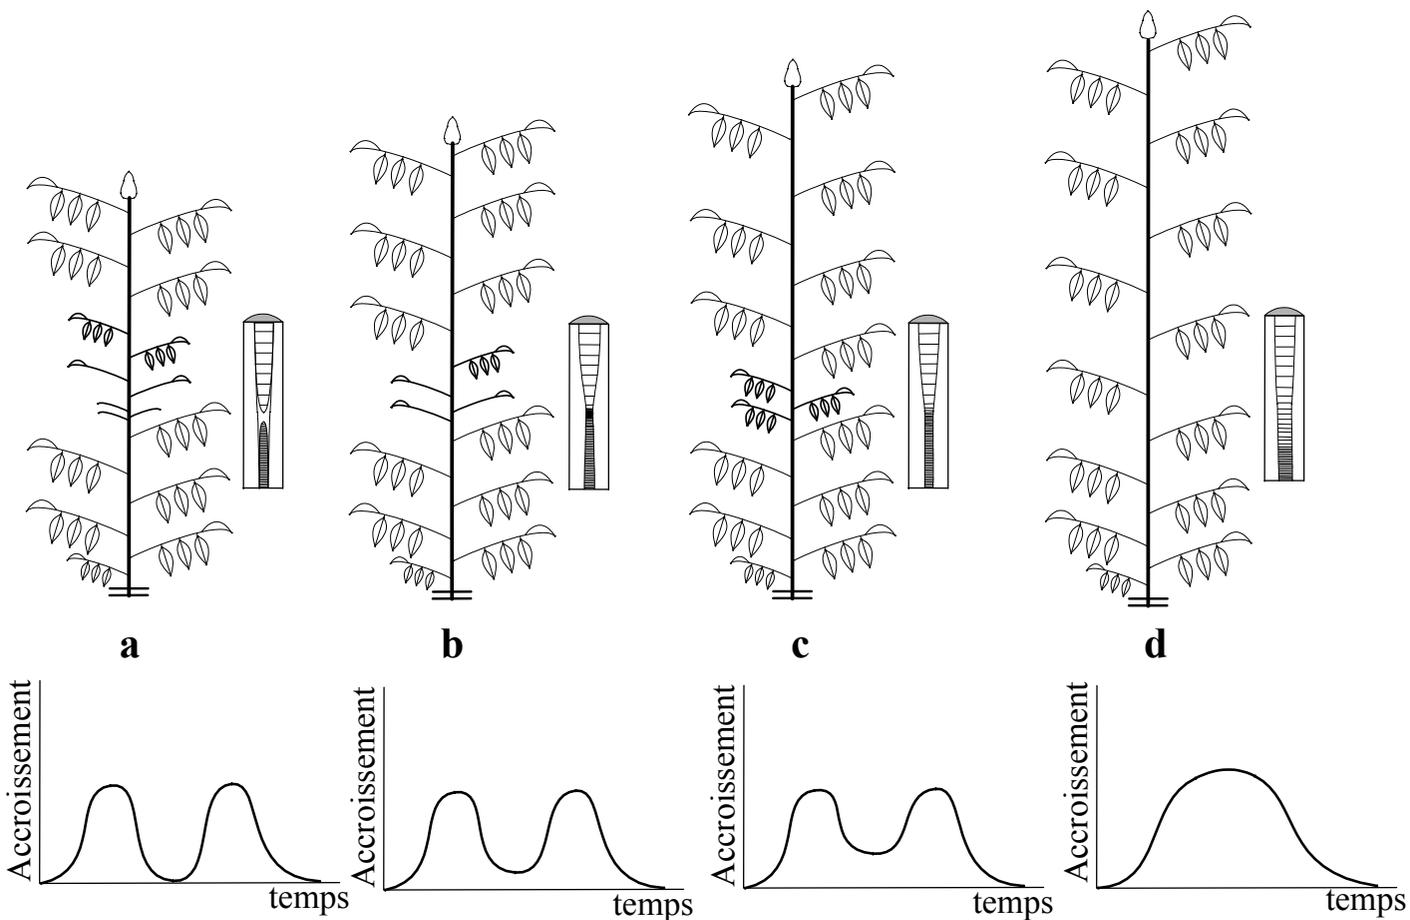 a
b
c
d
Accroissement
temps
Accroissement
temps
Accroissement
temps
Accroissement
temps